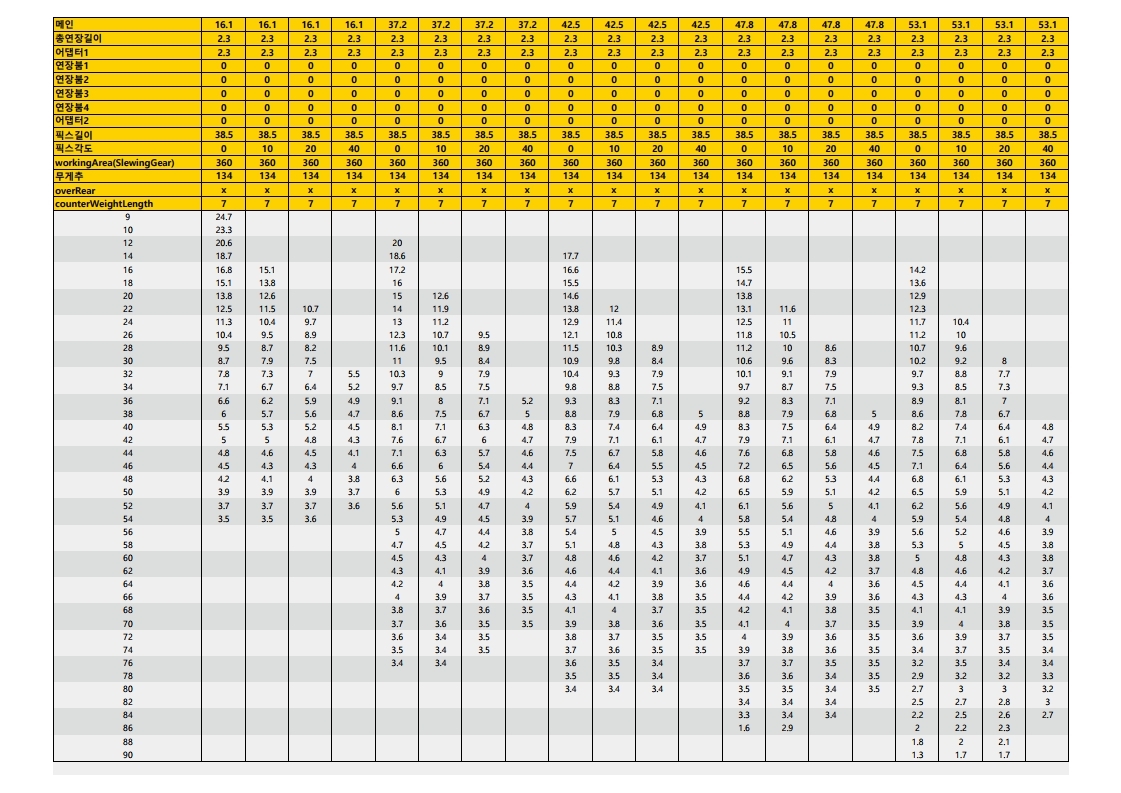 메인 16.1 16.1 16.1 16.1 37.2 37.2 37.2 37.2 42.5 42.5 42.5 42.5 47.8 47.8 47.8 47.8 53.1 53.1 53.1 53.1
총연장길이 2.3 2.3 2.3 2.3 2.3 2.3 2.3 2.3 2.3 2.3 2.3 2.3 2.3 2.3 2.3 2.3 2.3 2.3 2.3 2.3
어댑터1 2.3 2.3 2.3 2.3 2.3 2.3 2.3 2.3 2.3 2.3 2.3 2.3 2.3 2.3 2.3 2.3 2.3 2.3 2.3 2.3
연장붐1 0 0 0 0 0 0 0 0 0 0 0 0 0 0 0 0 0 0 0 0
연장붐2 0 0 0 0 0 0 0 0 0 0 0 0 0 0 0 0 0 0 0 0
연장붐3 0 0 0 0 0 0 0 0 0 0 0 0 0 0 0 0 0 0 0 0
연장붐4 0 0 0 0 0 0 0 0 0 0 0 0 0 0 0 0 0 0 0 0
어댑터2 0 0 0 0 0 0 0 0 0 0 0 0 0 0 0 0 0 0 0 0
픽스길이 38.5 38.5 38.5 38.5 38.5 38.5 38.5 38.5 38.5 38.5 38.5 38.5 38.5 38.5 38.5 38.5 38.5 38.5 38.5 38.5
픽스각도 0 10 20 40 0 10 20 40 0 10 20 40 0 10 20 40 0 10 20 40
workingArea(SlewingGear) 360 360 360 360 360 360 360 360 360 360 360 360 360 360 360 360 360 360 360 360
무게추 134 134 134 134 134 134 134 134 134 134 134 134 134 134 134 134 134 134 134 134
overRear x x x x x x x x x x x x x x x x x x x x
counterWeightLength 7 7 7 7 7 7 7 7 7 7 7 7 7 7 7 7 7 7 7 7
9 24.7
10 23.3
12 20.6 20
14 18.7 18.6 17.7
16 16.8 15.1 17.2 16.6 15.5 14.2
18 15.1 13.8 16 15.5 14.7 13.6
20 13.8 12.6 15 12.6 14.6 13.8 12.9
22 12.5 11.5 10.7 14 11.9 13.8 12 13.1 11.6 12.3
24 11.3 10.4 9.7 13 11.2 12.9 11.4 12.5 11 11.7 10.4
26 10.4 9.5 8.9 12.3 10.7 9.5 12.1 10.8 11.8 10.5 11.2 10
28 9.5 8.7 8.2 11.6 10.1 8.9 11.5 10.3 8.9 11.2 10 8.6 10.7 9.6
30 8.7 7.9 7.5 11 9.5 8.4 10.9 9.8 8.4 10.6 9.6 8.3 10.2 9.2 8
32 7.8 7.3 7 5.5 10.3 9 7.9 10.4 9.3 7.9 10.1 9.1 7.9 9.7 8.8 7.7
34 7.1 6.7 6.4 5.2 9.7 8.5 7.5 9.8 8.8 7.5 9.7 8.7 7.5 9.3 8.5 7.3
36 6.6 6.2 5.9 4.9 9.1 8 7.1 5.2 9.3 8.3 7.1 9.2 8.3 7.1 8.9 8.1 7
38 6 5.7 5.6 4.7 8.6 7.5 6.7 5 8.8 7.9 6.8 5 8.8 7.9 6.8 5 8.6 7.8 6.7
40 5.5 5.3 5.2 4.5 8.1 7.1 6.3 4.8 8.3 7.4 6.4 4.9 8.3 7.5 6.4 4.9 8.2 7.4 6.4 4.8
42 5 5 4.8 4.3 7.6 6.7 6 4.7 7.9 7.1 6.1 4.7 7.9 7.1 6.1 4.7 7.8 7.1 6.1 4.7
44 4.8 4.6 4.5 4.1 7.1 6.3 5.7 4.6 7.5 6.7 5.8 4.6 7.6 6.8 5.8 4.6 7.5 6.8 5.8 4.6
46 4.5 4.3 4.3 4 6.6 6 5.4 4.4 7 6.4 5.5 4.5 7.2 6.5 5.6 4.5 7.1 6.4 5.6 4.4
48 4.2 4.1 4 3.8 6.3 5.6 5.2 4.3 6.6 6.1 5.3 4.3 6.8 6.2 5.3 4.4 6.8 6.1 5.3 4.3
50 3.9 3.9 3.9 3.7 6 5.3 4.9 4.2 6.2 5.7 5.1 4.2 6.5 5.9 5.1 4.2 6.5 5.9 5.1 4.2
52 3.7 3.7 3.7 3.6 5.6 5.1 4.7 4 5.9 5.4 4.9 4.1 6.1 5.6 5 4.1 6.2 5.6 4.9 4.1
54 3.5 3.5 3.6 5.3 4.9 4.5 3.9 5.7 5.1 4.6 4 5.8 5.4 4.8 4 5.9 5.4 4.8 4
56 5 4.7 4.4 3.8 5.4 5 4.5 3.9 5.5 5.1 4.6 3.9 5.6 5.2 4.6 3.9
58 4.7 4.5 4.2 3.7 5.1 4.8 4.3 3.8 5.3 4.9 4.4 3.8 5.3 5 4.5 3.8
60 4.5 4.3 4 3.7 4.8 4.6 4.2 3.7 5.1 4.7 4.3 3.8 5 4.8 4.3 3.8
62 4.3 4.1 3.9 3.6 4.6 4.4 4.1 3.6 4.9 4.5 4.2 3.7 4.8 4.6 4.2 3.7
64 4.2 4 3.8 3.5 4.4 4.2 3.9 3.6 4.6 4.4 4 3.6 4.5 4.4 4.1 3.6
66 4 3.9 3.7 3.5 4.3 4.1 3.8 3.5 4.4 4.2 3.9 3.6 4.3 4.3 4 3.6
68 3.8 3.7 3.6 3.5 4.1 4 3.7 3.5 4.2 4.1 3.8 3.5 4.1 4.1 3.9 3.5
70 3.7 3.6 3.5 3.5 3.9 3.8 3.6 3.5 4.1 4 3.7 3.5 3.9 4 3.8 3.5
72 3.6 3.4 3.5 3.8 3.7 3.5 3.5 4 3.9 3.6 3.5 3.6 3.9 3.7 3.5
74 3.5 3.4 3.5 3.7 3.6 3.5 3.5 3.9 3.8 3.6 3.5 3.4 3.7 3.5 3.4
76 3.4 3.4 3.6 3.5 3.4 3.7 3.7 3.5 3.5 3.2 3.5 3.4 3.4
78 3.5 3.5 3.4 3.6 3.6 3.4 3.5 2.9 3.2 3.2 3.3
80 3.4 3.4 3.4 3.5 3.5 3.4 3.5 2.7 3 3 3.2
82 3.4 3.4 3.4 2.5 2.7 2.8 3
84 3.3 3.4 3.4 2.2 2.5 2.6 2.7
86 1.6 2.9 2 2.2 2.3
88 1.8 2 2.1
90 1.3 1.7 1.7